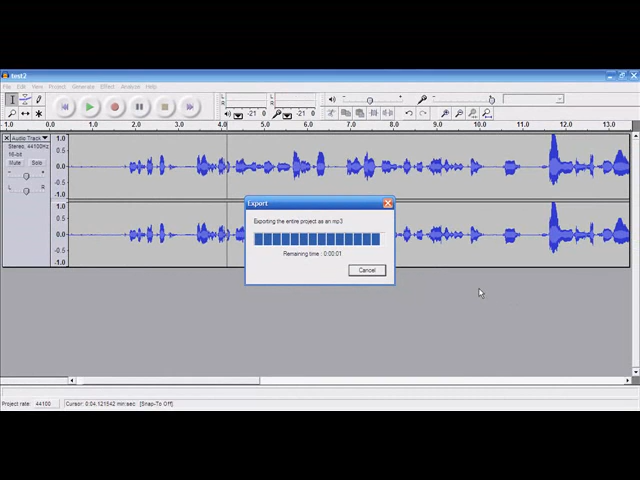 test2
File Edit View Project Generate Effect Analyze Help
L
R
-21 0
L
R
-21 0
- 1.0 0.0 1.0 2.0 3.0 4.0 5.0 6.0 7.0 8.0 9.0 10.0 11.0 12.0 13.0
Audio Track
Stereo, 44100Hz
16-bit
Mute Solo
- +
L R
1.0
0.5
0.0
-0.5
-1.0
1.0
0.5
0.0
-0.5
-1.0
Export
Exporting the entire project as an mp3
Remaining time : 0:00:01
Cancel
Project rate: 44100 Cursor: 0:04.121542 min:sec [Snap-To Off]